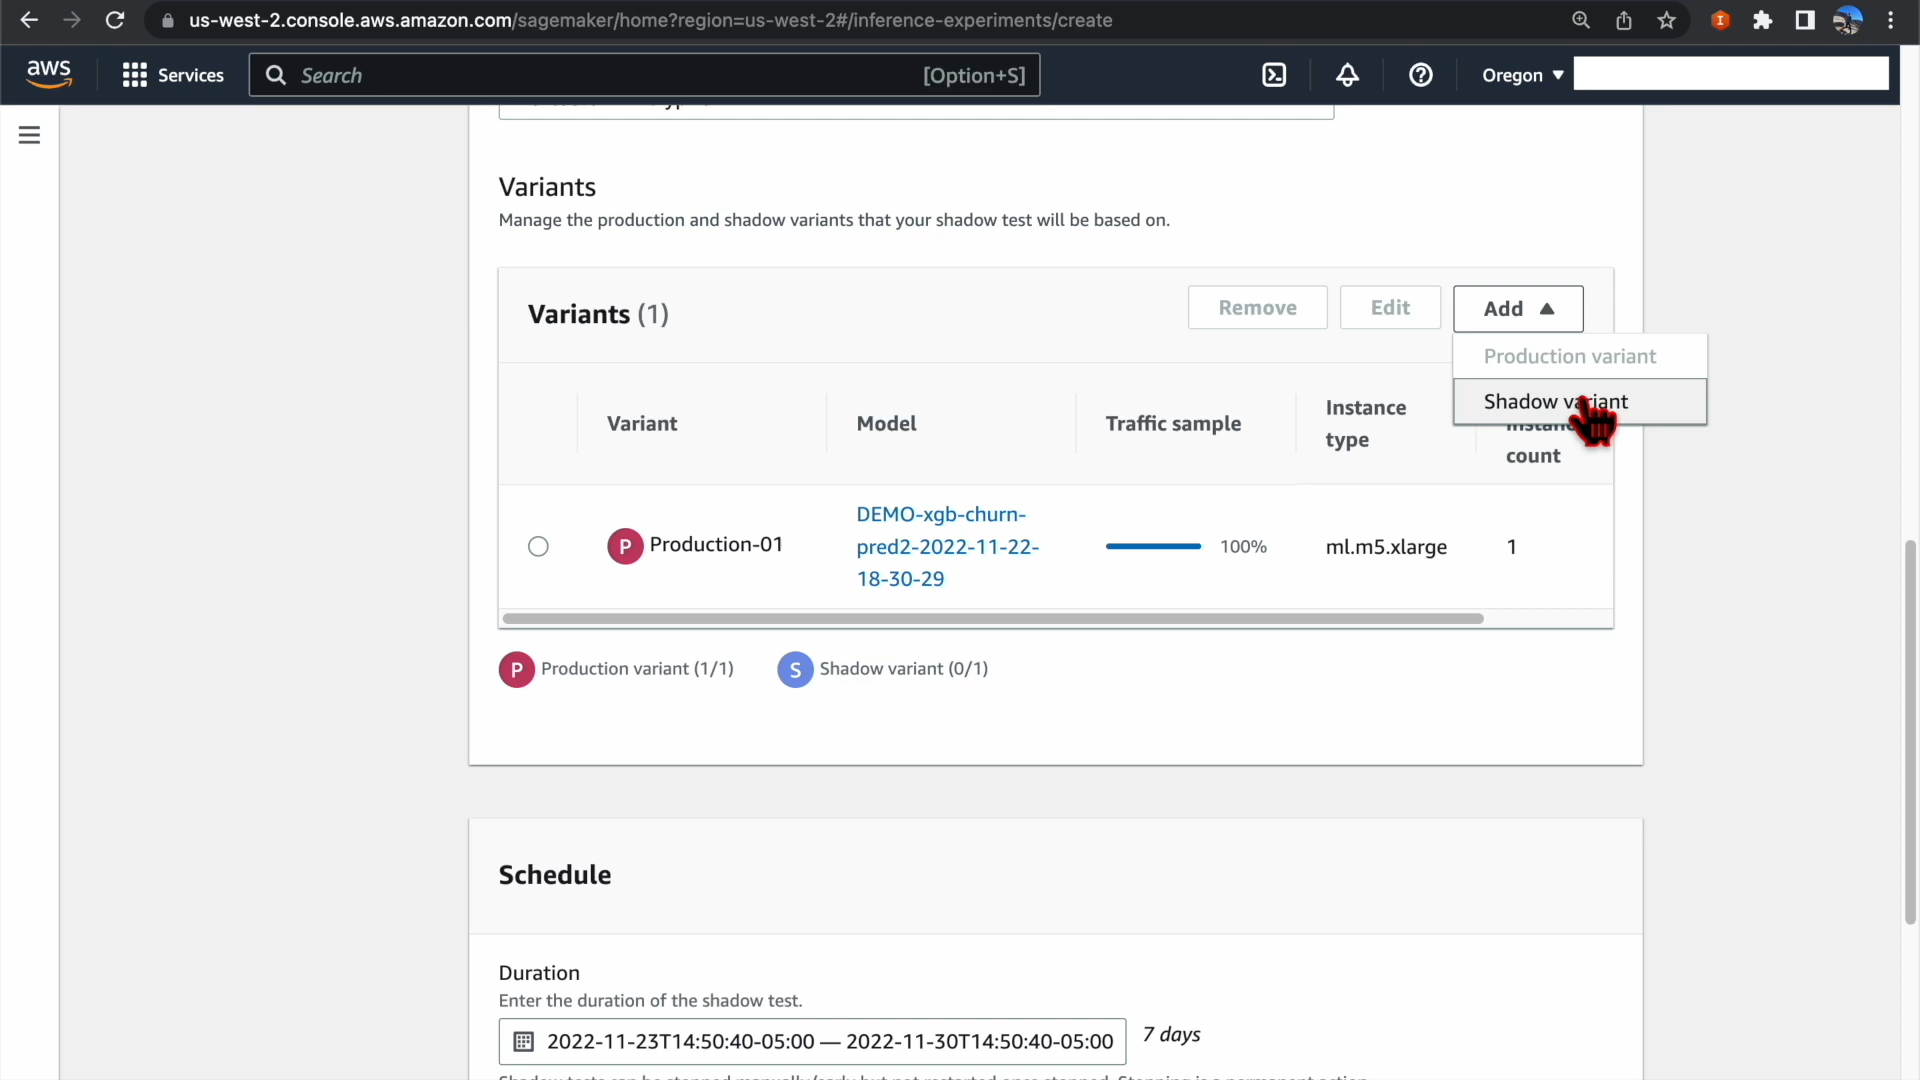 us-west-2.console.aws.amazon.com/sagemaker/home?region=us-west-2#/inference-experiments/create
aws
Services
Search
[Option+S]
Oregon
Variants
Manage the production and shadow variants that your shadow test will be based on.
Variants (1)
Remove
Edit
Add
Production variant
Shadow variant
Variant
Model
Traffic sample
Instance
type
count
P Production-01
DEMO-xgb-churn-
pred2-2022-11-22-
18-30-29
100%
ml.m5.xlarge
1
P Production variant (1/1)
S Shadow variant (0/1)
Schedule
Duration
Enter the duration of the shadow test.
2022-11-23T14:50:40-05:00 — 2022-11-30T14:50:40-05:00
7 days